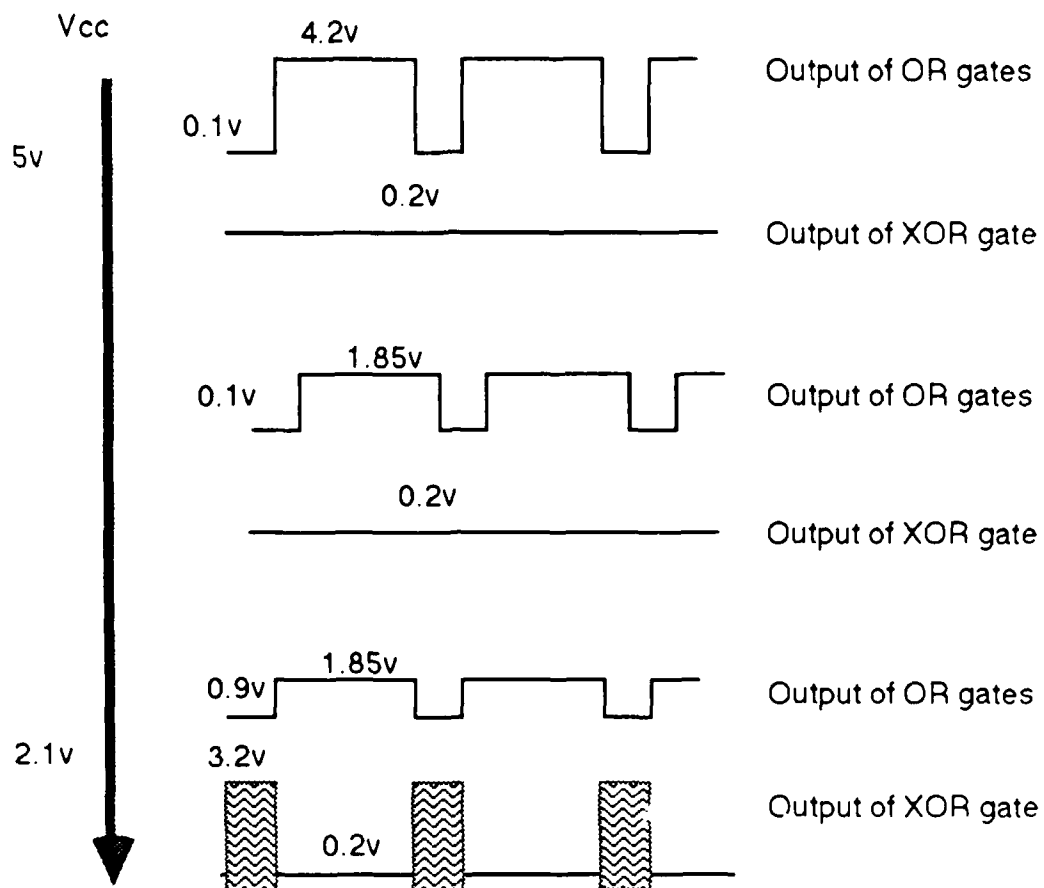 Vcc
4.2v
Output of OR gates
0.1v
5v
0.2v
Output of XOR gate
1.85v
0.1v
Output of OR gates
0.2v
Output of XOR gate
1.85v
0.9v
Output of OR gates
2.1v
3.2v
Output of XOR gate
0.2v